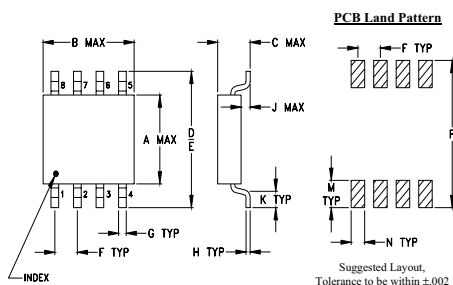 PCB Land Pattern
B MAX
C MAX
F TYP
8 7 6 5
J MAX
A MAX
D
E
P
K TYP
M TYP
1 2 3 4
G TYP
F TYP
H TYP
N TYP
INDEX
Suggested Layout,
Tolerance to be within ±.002